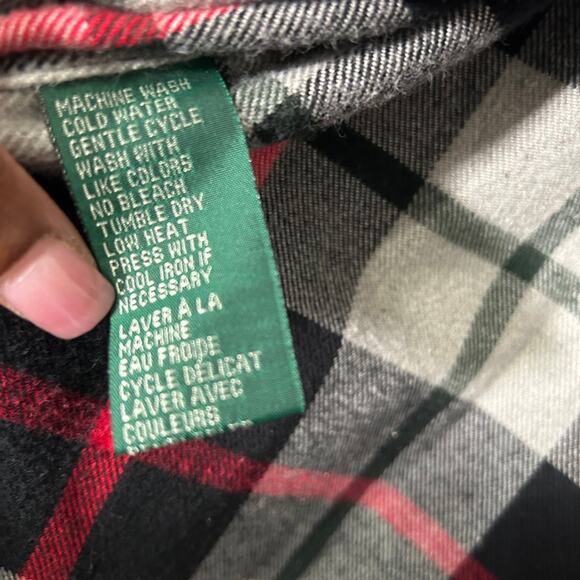 MACHINE WASH
COLD WATER
GENTLE CYCLE
WASH WITH
LIKE COLORS
NO BLEACH
TUMBLE DRY
LOW HEAT
PRESS WITH
COOL IRON IF
NECESSARY
LAVER À LA
MACHINE
EAU FROIDE
CYCLE DÉLICAT
LAVER AVEC
COULEURS